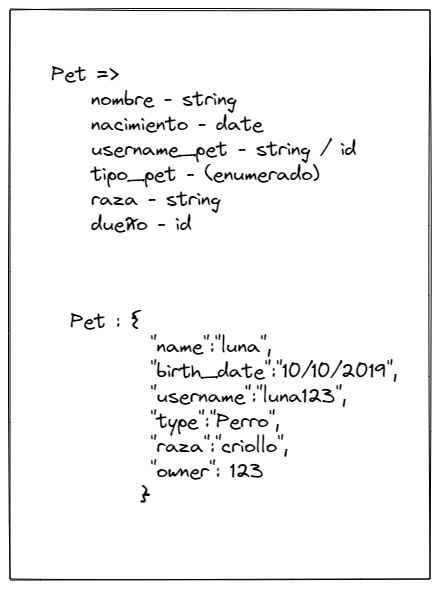 Pet =>
nombre - string
nacimiento - date
username_pet - string / id
tipo_pet - (enumerado)
raza - string
dueño - id
Pet : {
"name":"luna",
"birth_date":"10/10/2019",
"username":"luna123",
"type":"Perro",
"raza":"criollo",
"owner": 123
}